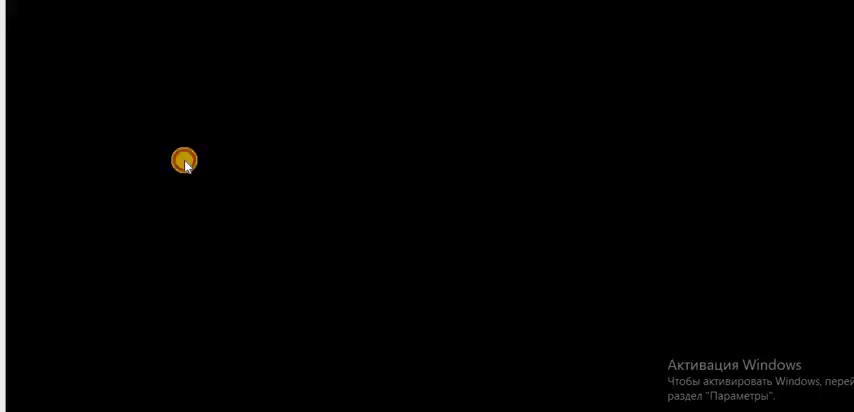 Активация Windows
Чтобы активировать Windows, перей
раздел "Параметры".